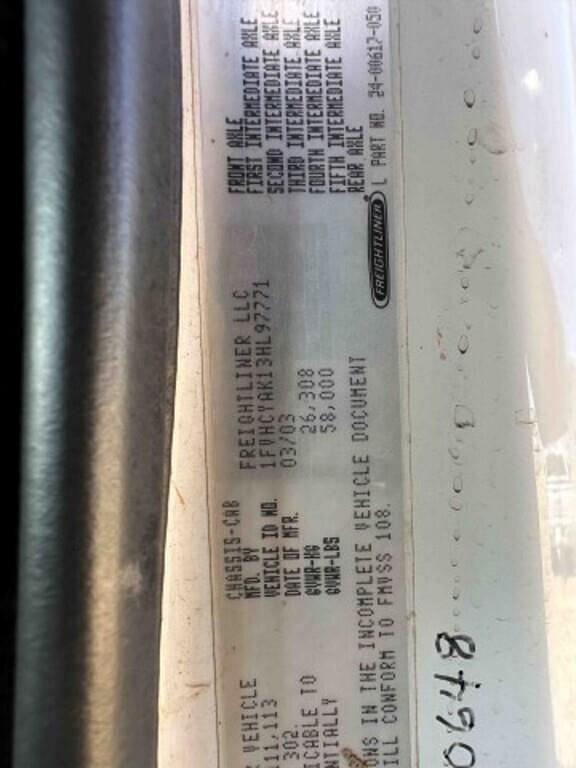 CHASSIS-CAB
MFD. BY FREIGHTLINER LLC
VEHICLE ID NO. 1FVHCYAK13HL97771
DATE OF MFR. 03/03
GVWR-KG 26,308
GVWR-LBS 58,000
FRONT AXLE
FIRST INTERMEDIATE AXLE
SECOND INTERMEDIATE AXLE
THIRD INTERMEDIATE AXLE
FOURTH INTERMEDIATE AXLE
FIFTH INTERMEDIATE AXLE
REAR AXLE
VEHICLE
11,113
302.
ICABLE TO
NTIALLY
ONS IN THE INCOMPLETE VEHICLE DOCUMENT
ILL CONFORM TO FMVSS 108.
FREIGHTLINER
L PART NO. 24-00617-050
0648